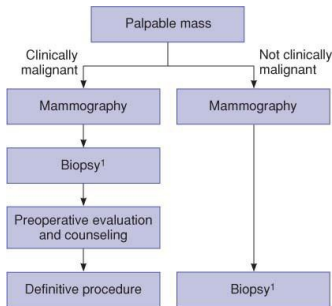 Palpable mass
Clinically
malignant
Not clinically
malignant
Mammography
Mammography
Biopsy¹
Preoperative evaluation
and counseling
Definitive procedure
Biopsy¹